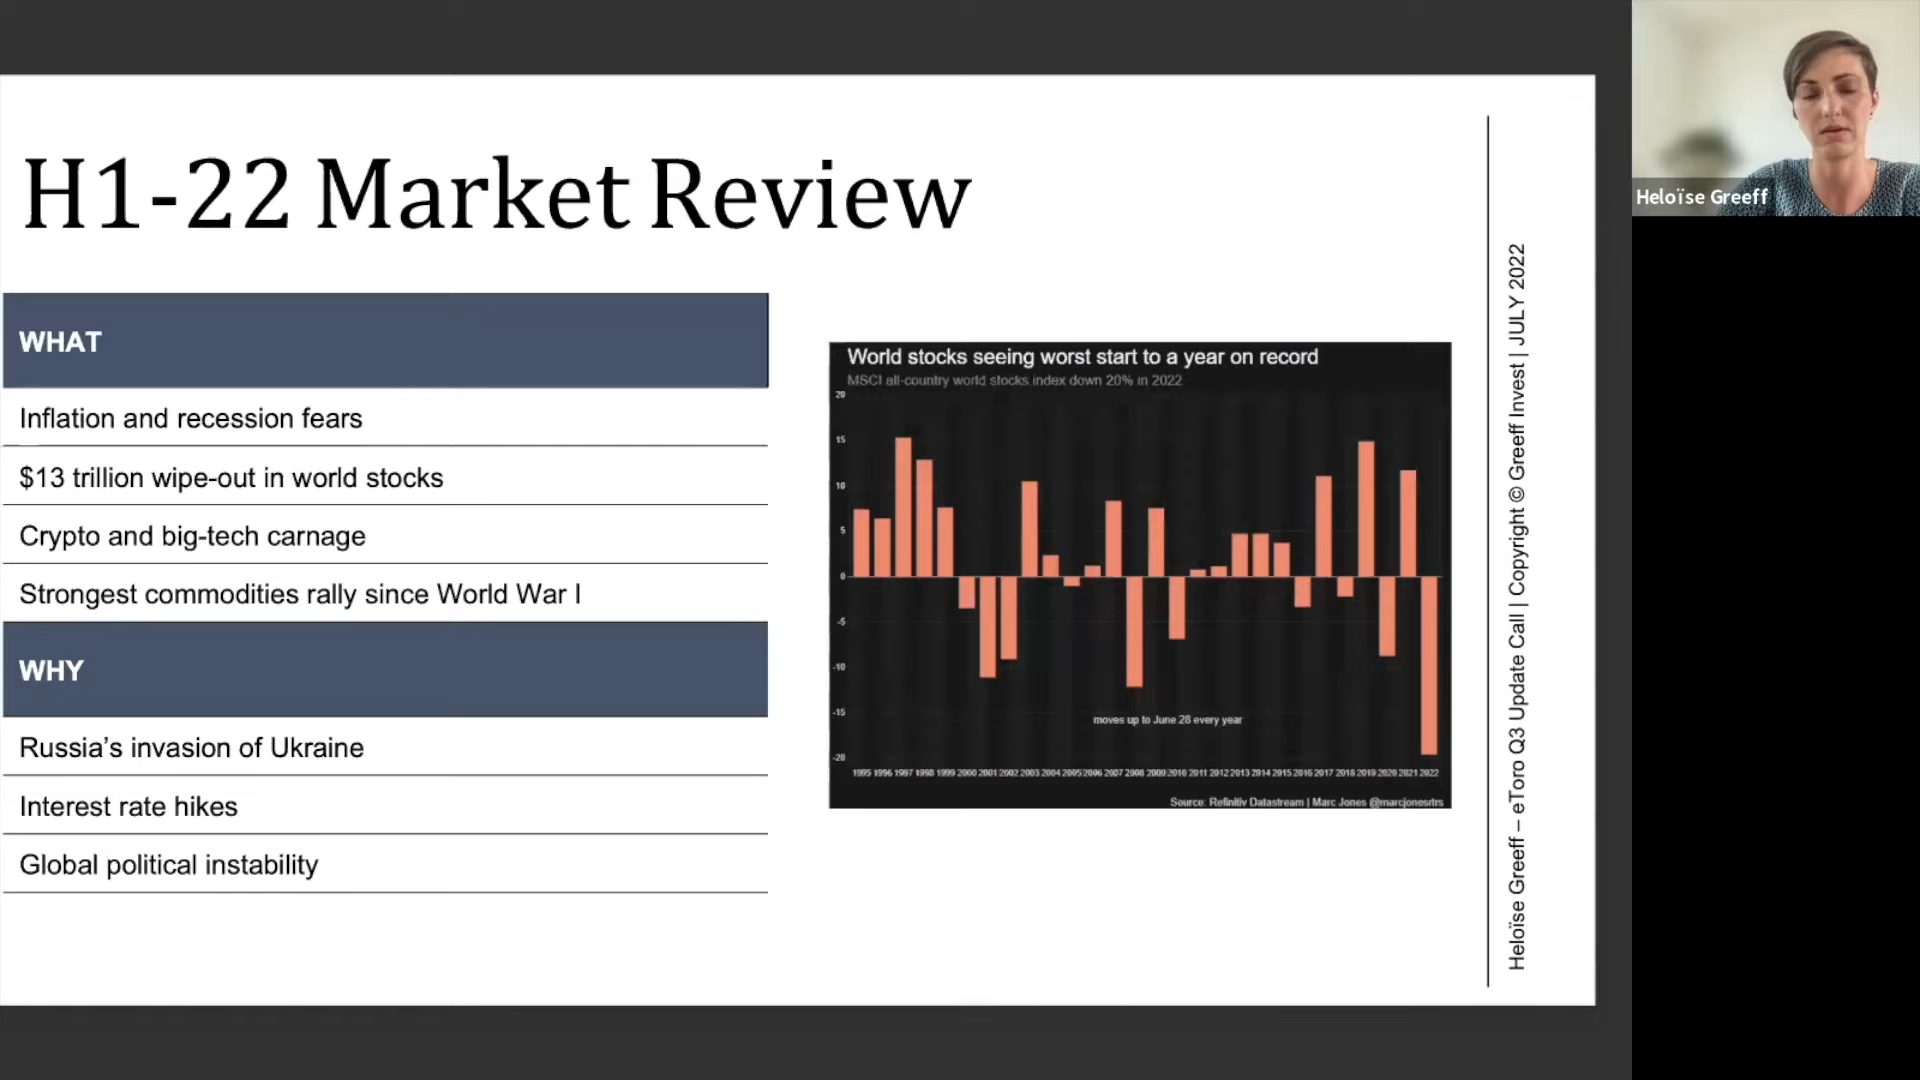 H1-22 Market Review
WHAT
Inflation and recession fears
$13 trillion wipe-out in world stocks
Crypto and big-tech carnage
Strongest commodities rally since World War I
WHY
Russia’s invasion of Ukraine
Interest rate hikes
Global political instability
World stocks seeing worst start to a year on record
MSCI all-country world stocks index down 20% in 2022
20
15
10
5
0
-5
-10
-15
-20
moves up to June 28 every year
1995 1996 1997 1998 1999 2000 2001 2002 2003 2004 2005 2006 2007 2008 2009 2010 2011 2012 2013 2014 2015 2016 2017 2018 2019 2020 2021 2022
Source: Refinitiv Datastream | Marc Jones @marcjonesrtrs
Heloïse Greeff – eToro Q3 Update Call | Copyright © Greeff Invest | JULY 2022
Heloïse Greeff